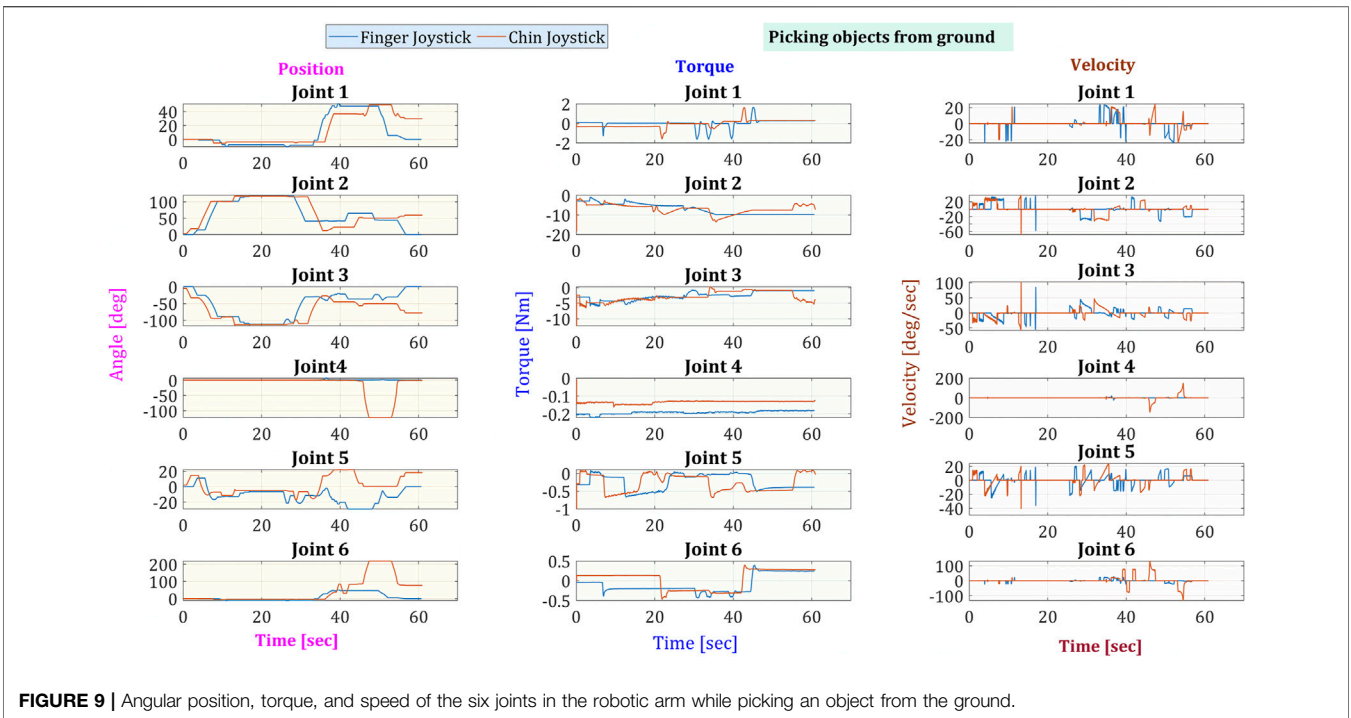 Finger Joystick Chin Joystick
Picking objects from ground
Position
Torque
Velocity
Joint 1
40
20
0
0 20 40 60
Joint 2
100
50
0
0 20 40 60
Joint 3
0
-50
-100
0 20 40 60
Joint4
0
-50
-100
0 20 40 60
Joint 5
20
0
-20
0 20 40 60
Joint 6
200
100
0
0 20 40 60
Angle [deg]
Time [sec]
Joint 1
2
0
-2
0 20 40 60
Joint 2
0
-10
-20
0 20 40 60
Joint 3
0
-5
-10
0 20 40 60
Joint 4
-0.1
-0.2
0 20 40 60
Joint 5
0
-0.5
-1
0 20 40 60
Joint 6
0.5
0
-0.5
0 20 40 60
Torque [Nm]
Time [sec]
Joint 1
20
0
-20
0 20 40 60
Joint 2
20
-20
-60
0 20 40 60
Joint 3
100
50
0
-50
0 20 40 60
Joint 4
200
0
-200
0 20 40 60
Joint 5
20
0
-20
-40
0 20 40 60
Joint 6
100
0
-100
0 20 40 60
Velocity [deg/sec]
Time [sec]
FIGURE 9 | Angular position, torque, and speed of the six joints in the robotic arm while picking an object from the ground.